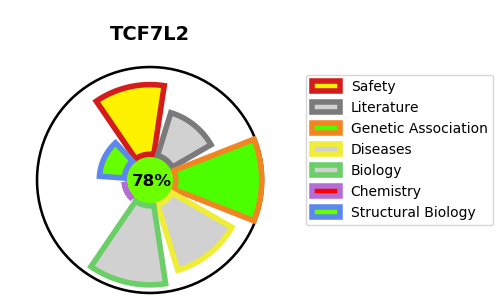 TCF7L2
78%
Safety
Literature
Genetic Association
Diseases
Biology
Chemistry
Structural Biology